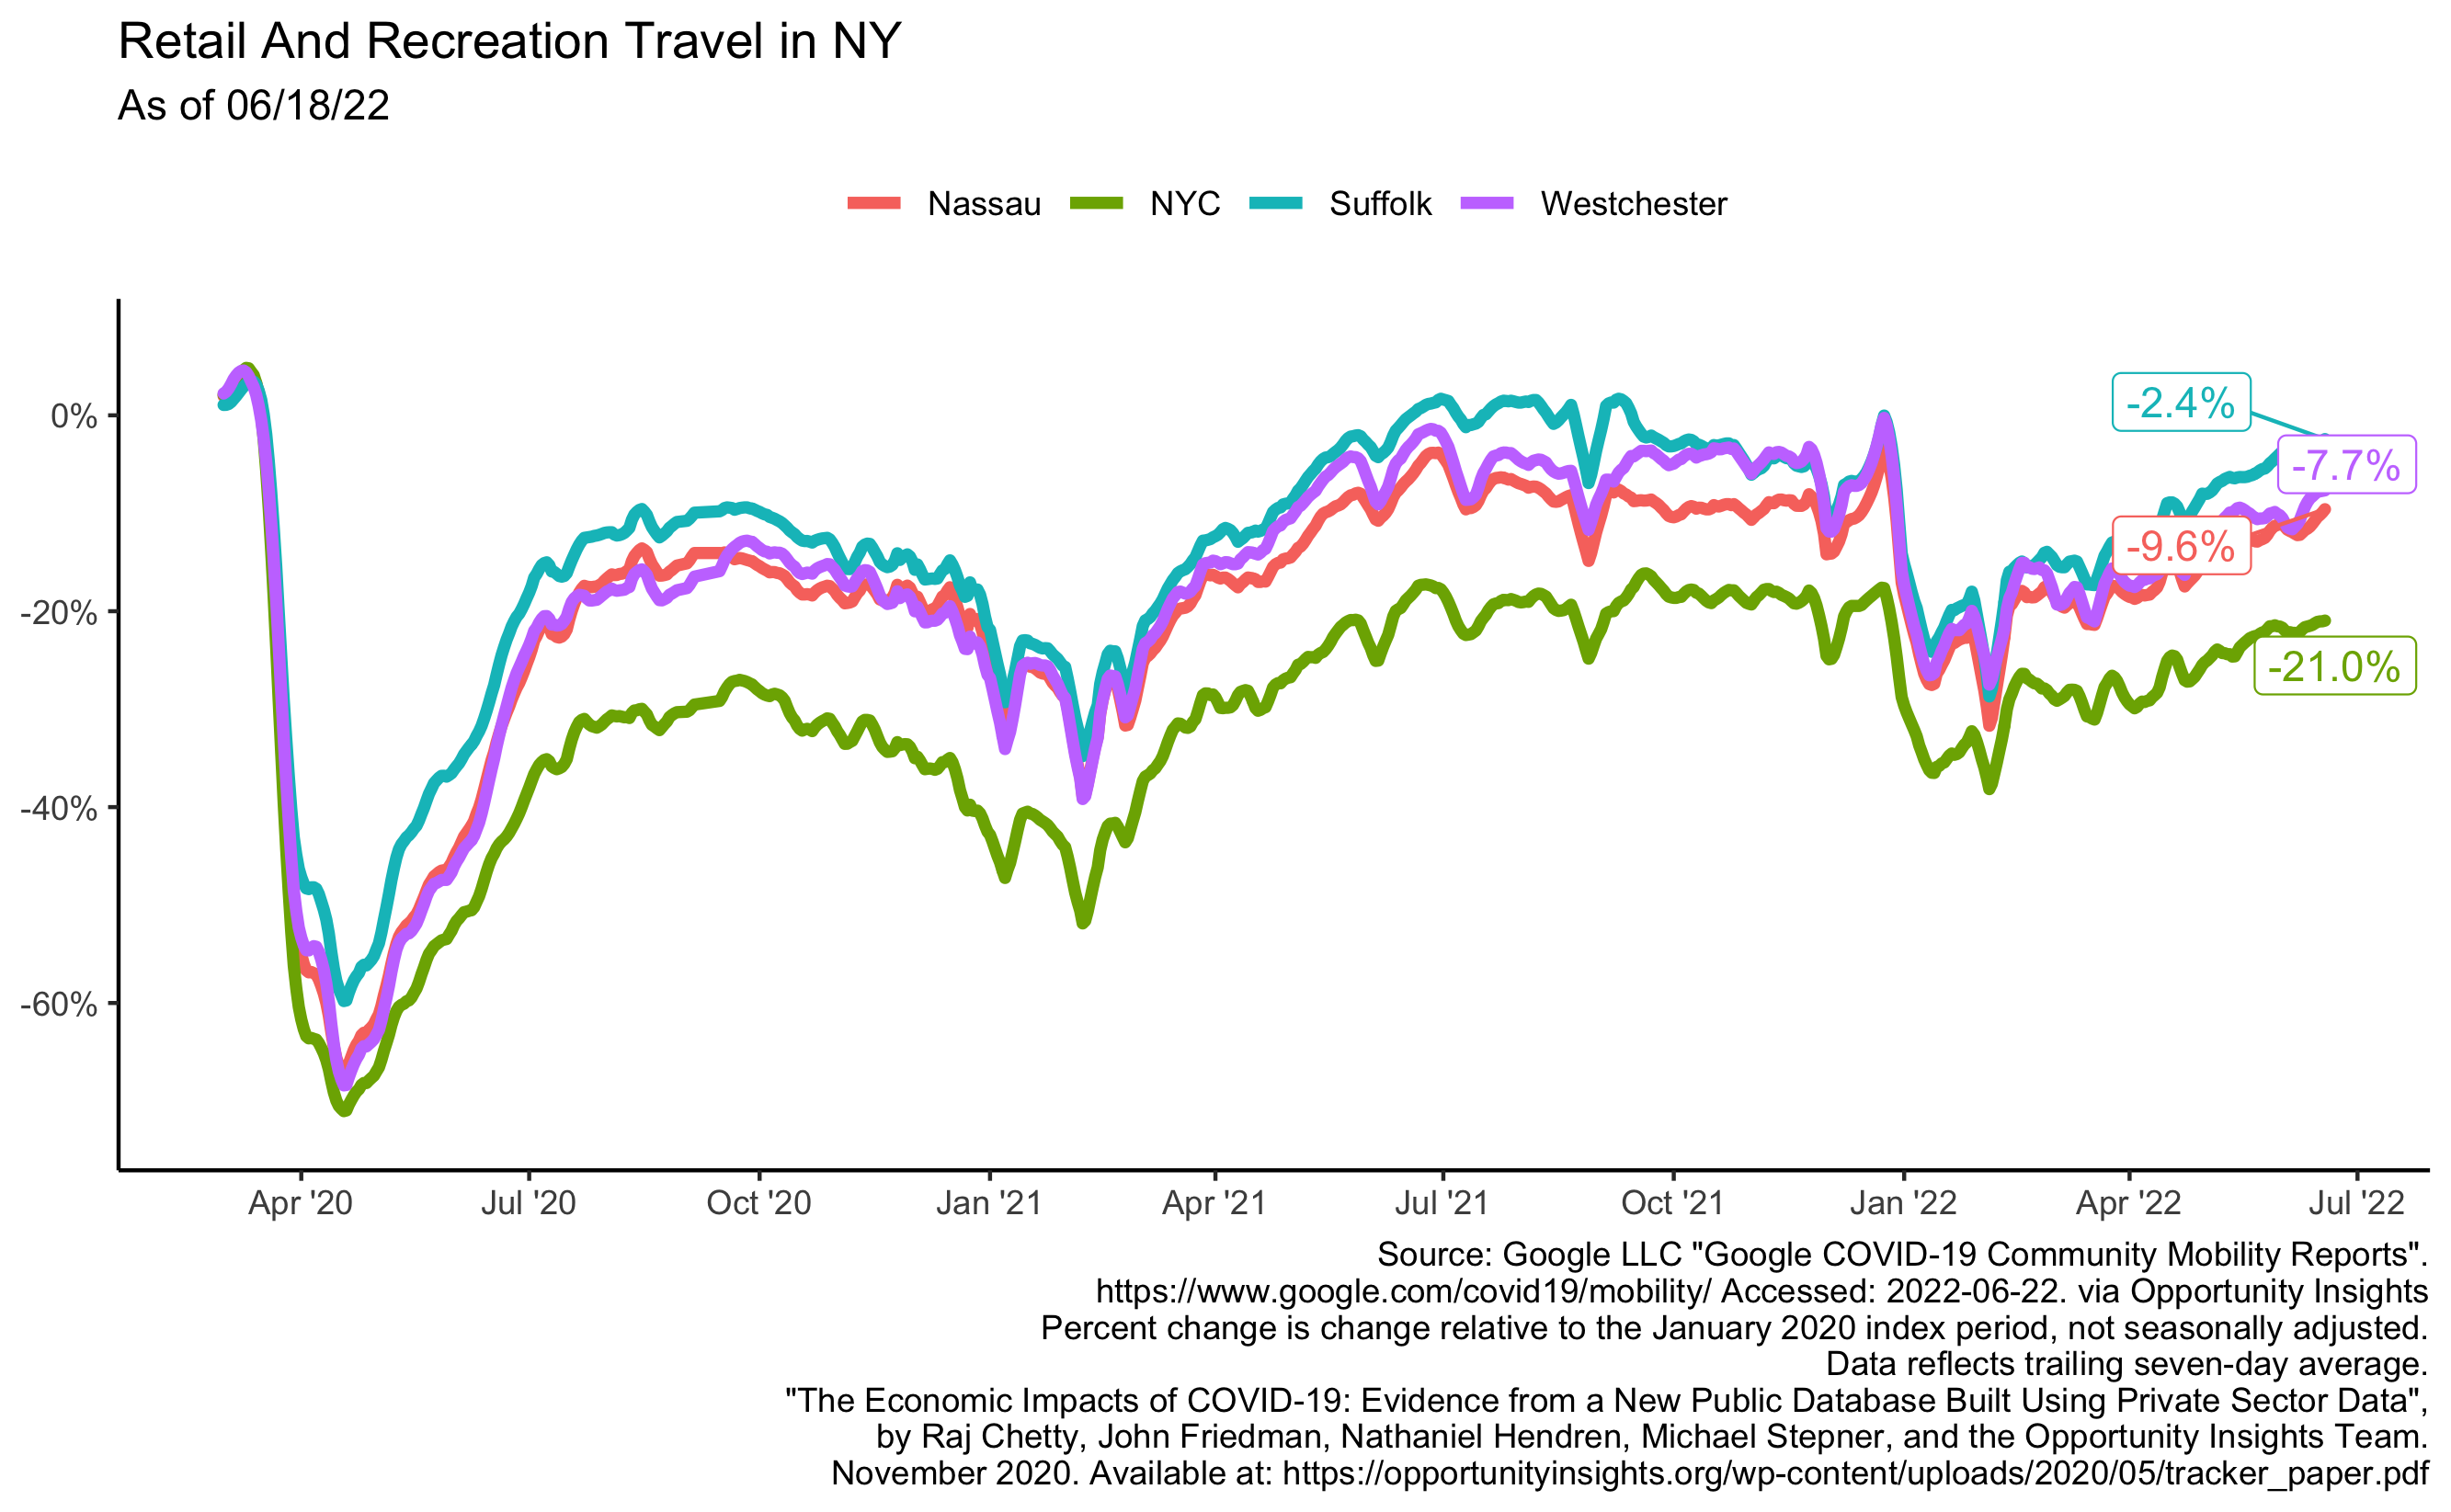 Retail And Recreation Travel in NY
As of 06/18/22
Nassau NYC Suffolk Westchester
0%
-20%
-40%
-60%
-2.4%
-7.7%
-9.6%
-21.0%
Apr '20 Jul '20 Oct '20 Jan '21 Apr '21 Jul '21 Oct '21 Jan '22 Apr '22 Jul '22
Source: Google LLC "Google COVID-19 Community Mobility Reports".
https://www.google.com/covid19/mobility/ Accessed: 2022-06-22. via Opportunity Insights
Percent change is change relative to the January 2020 index period, not seasonally adjusted.
Data reflects trailing seven-day average.
"The Economic Impacts of COVID-19: Evidence from a New Public Database Built Using Private Sector Data",
by Raj Chetty, John Friedman, Nathaniel Hendren, Michael Stepner, and the Opportunity Insights Team.
November 2020. Available at: https://opportunityinsights.org/wp-content/uploads/2020/05/tracker_paper.pdf